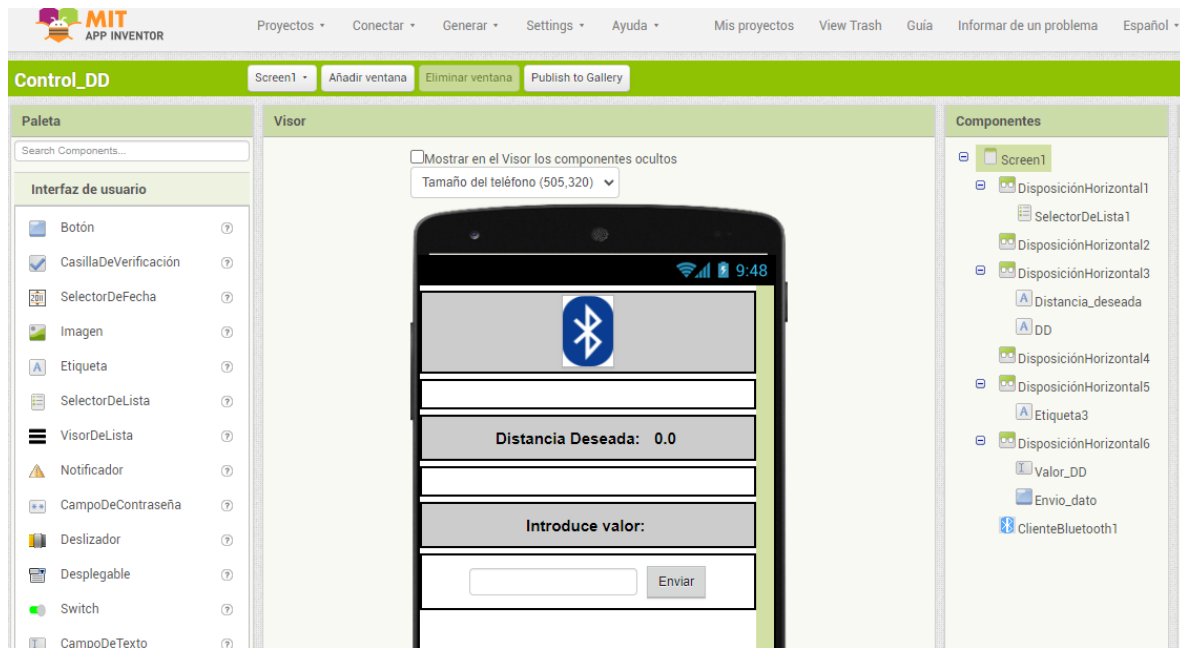 MIT
APP INVENTOR
Proyectos Conectar Generar Settings Ayuda Mis proyectos View Trash Guía Informar de un problema Español
Control_DD
Screen1 Añadir ventana Eliminar ventana Publish to Gallery
Paleta
Search Components...
Interfaz de usuario
Botón ?
CasillaDeVerificación ?
SelectorDeFecha ?
Imagen ?
A Etiqueta ?
SelectorDeLista ?
VisorDeLista ?
Notificador ?
CampoDeContraseña ?
Deslizador ?
Desplegable ?
Switch ?
CampoDeTexto ?
Visor
Mostrar en el Visor los componentes ocultos
Tamaño del teléfono (505,320)
9:48
Distancia Deseada: 0.0
Introduce valor:
Enviar
Componentes
Screen1
DisposiciónHorizontal1
SelectorDeLista1
DisposiciónHorizontal2
DisposiciónHorizontal3
A Distancia_deseada
A DD
DisposiciónHorizontal4
DisposiciónHorizontal5
A Etiqueta3
DisposiciónHorizontal6
Valor_DD
Envio_dato
ClienteBluetooth1